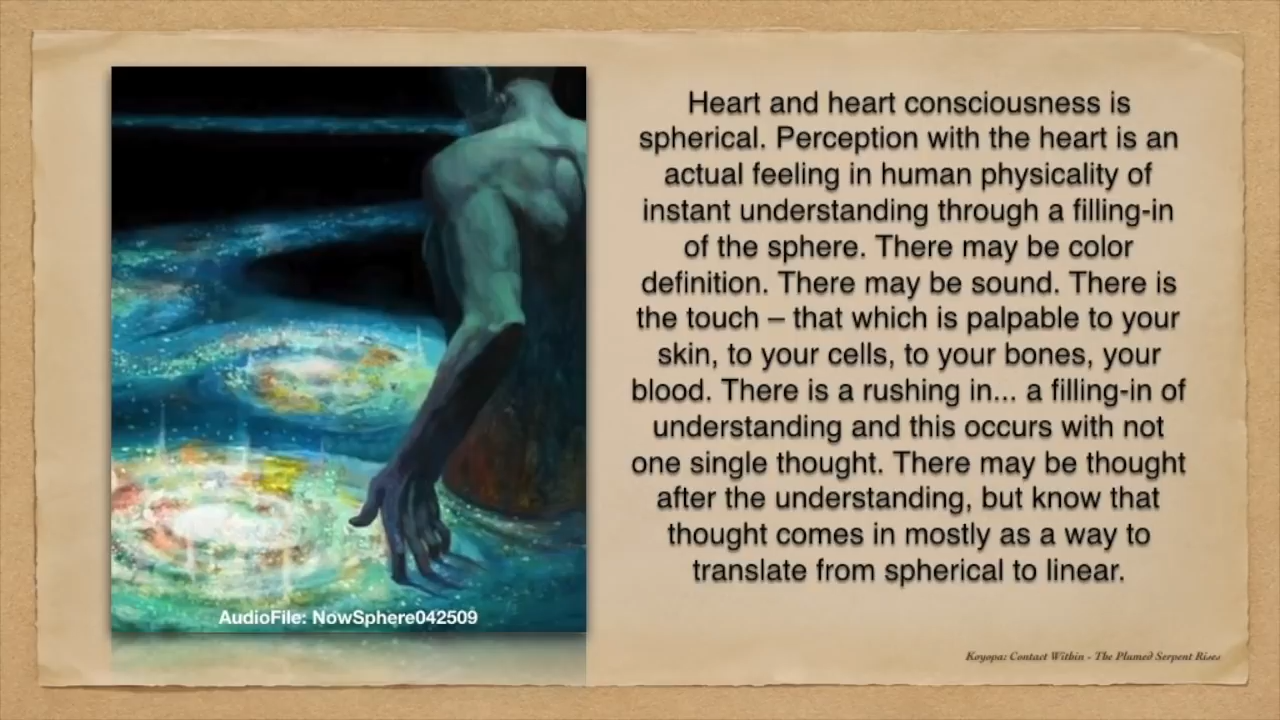 Heart and heart consciousness is
spherical. Perception with the heart is an
actual feeling in human physicality of
instant understanding through a filling-in
of the sphere. There may be color
definition. There may be sound. There is
the touch – that which is palpable to your
skin, to your cells, to your bones, your
blood. There is a rushing in... a filling-in of
understanding and this occurs with not
one single thought. There may be thought
after the understanding, but know that
thought comes in mostly as a way to
translate from spherical to linear.
AudioFile: NowSphere042509
Koyopa: Contact Within - The Plumed Serpent Rises